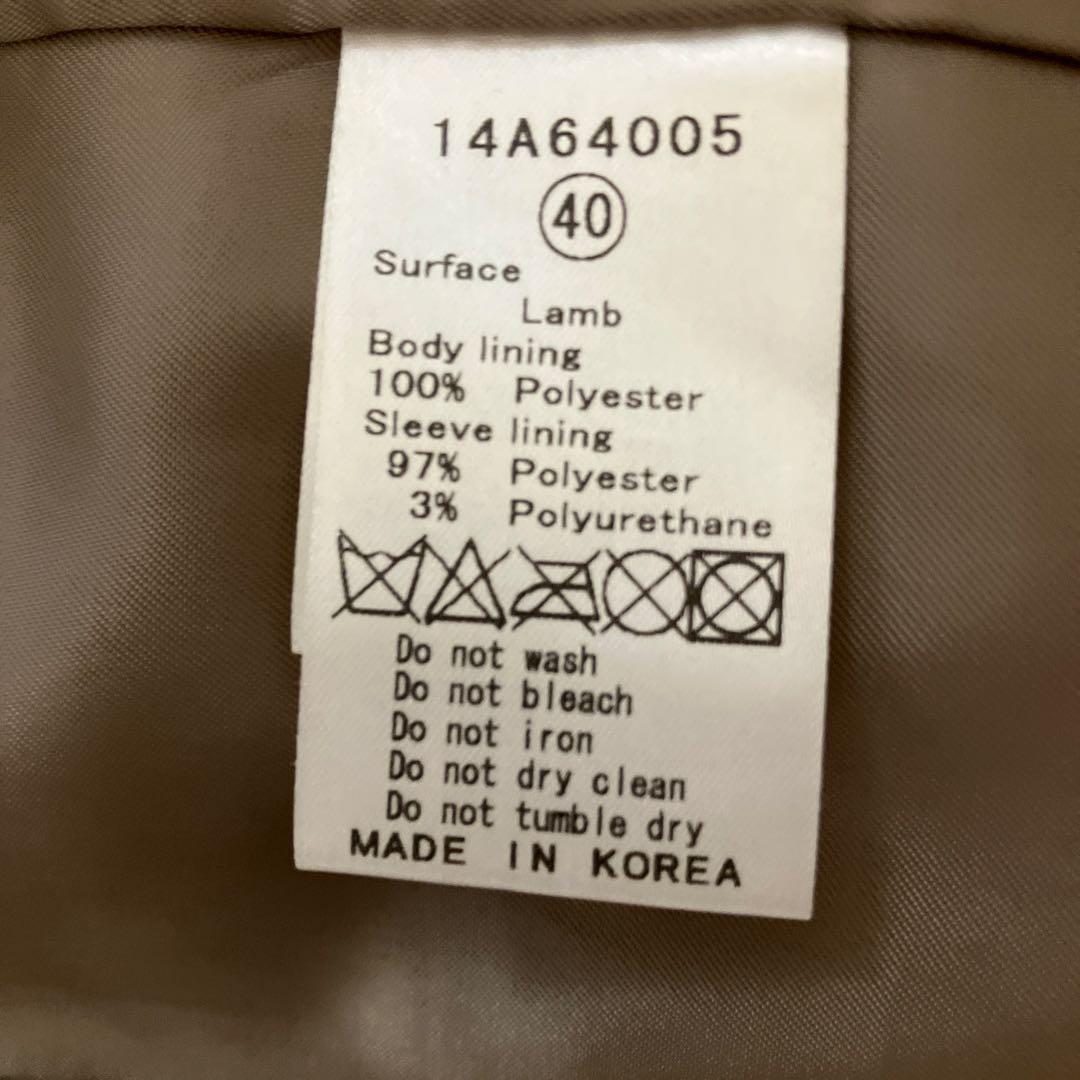 14A64005
40
Surface
Lamb
Body lining
100% Polyester
Sleeve lining
97% Polyester
3% Polyurethane
Do not wash
Do not bleach
Do not iron
Do not dry clean
Do not tumble dry
MADE IN KOREA